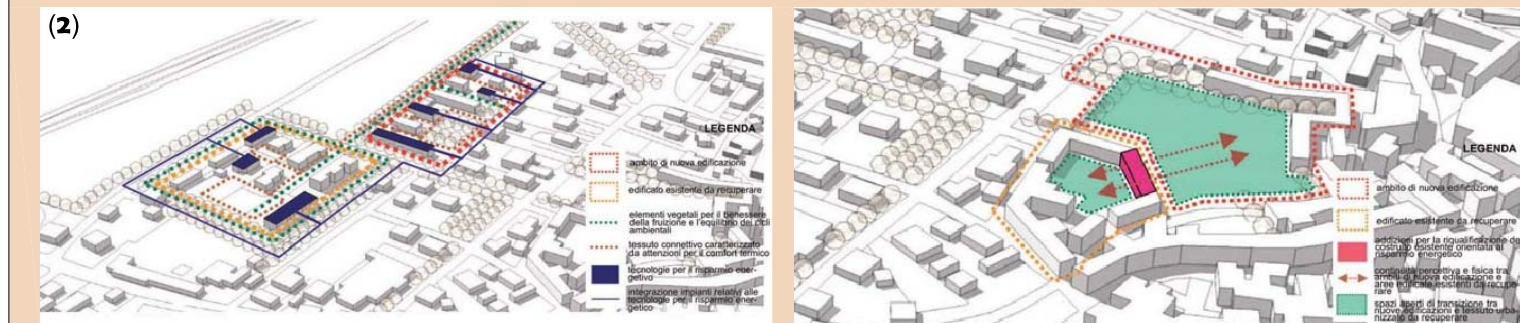 (2)
LEGENDA
ambito di nuova edificazione
edificato esistente da recuperare
elementi vegetali per il benessere
della fruizione e l'equilibrio dei cicli
ambientali
tessuto connettivo caratterizzato
da attenzioni per il comfort termico
tecnologie per il risparmio ener-
getivo
integrazione impianti relativi alle
tecnologie per il risparmio ener-
getico
LEGENDA
ambito di nuova edificazione
edificato esistente da recuperare
addizioni per la riqualificazione de
costruito esistente orientata al
risparmio energetico
continuità percettiva e fisica tra
ambiti di nuova edificazione e
aree edificate esistenti da recupe-
rare
spazi aperti di transizione tra
nuove edificazioni e tessuto urba
nizzato da recuperare